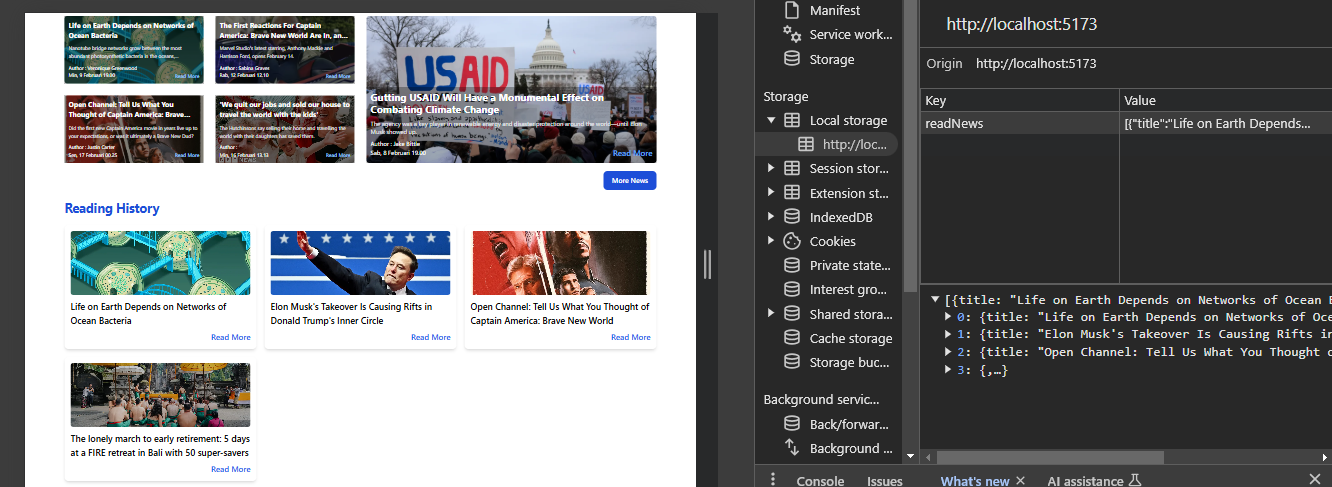 Life on Earth Depends on Networks of
Ocean Bacteria
Nanotube bridge networks grow between the most
abundant photosynthetic bacteria in the oceans,...
Author : Veronique Greenwood
Min, 9 Februari 19.00
Read More
The First Reactions For Captain
America: Brave New World Are In, an...
Marvel Studio's latest starring, Anthony Mackie and
Harrison Ford, opens February 14.
Author : Sabina Graves
Rab, 12 Februari 12.10
Read More
Open Channel: Tell Us What You
Thought of Captain America: Brave...
Did the first new Captain America movie in years live up to
your expectations, or was it ultimately a Brave New Dud?
Author : Justin Carter
Sen, 17 Februari 00.25
Read More
'We quit our jobs and sold our house to
travel the world with the kids'
The Hutchinsons say selling their home and travelling the
world with their daughters has saved them.
Author :
Min, 16 Februari 13.13
Read More
USAID
USAID
Gutting USAID Will Have a Monumental Effect on
Combating Climate Change
The agency was a key player in renewable energy and disaster protection around the world—until Elon
Musk showed up.
Author : Jake Bittle
Sab, 8 Februari 19.00
Read More
More News
Reading History
Life on Earth Depends on Networks of
Ocean Bacteria
Read More
Elon Musk's Takeover Is Causing Rifts in
Donald Trump's Inner Circle
Read More
Open Channel: Tell Us What You Thought of
Captain America: Brave New World
Read More
The lonely march to early retirement: 5 days
at a FIRE retreat in Bali with 50 super-savers
Read More
Manifest
Service work...
Storage
Storage
Local storage
http://loc...
Session stor...
Extension st...
IndexedDB
Cookies
Private state...
Interest gro...
Shared stora...
Cache storage
Storage buc...
Background servic...
Back/forwar...
Background ...
http://localhost:5173
Origin http://localhost:5173
Key Value
readNews [{"title":"Life on Earth Depends...
[{title: "Life on Earth Depends on Networks of Ocean
0: {title: "Life on Earth Depends on Networks of
1: {title: "Elon Musk's Takeover Is Causing Rifts
2: {title: "Open Channel: Tell Us What You Thought
3: {,…}
Console Issues What's new AI assistance